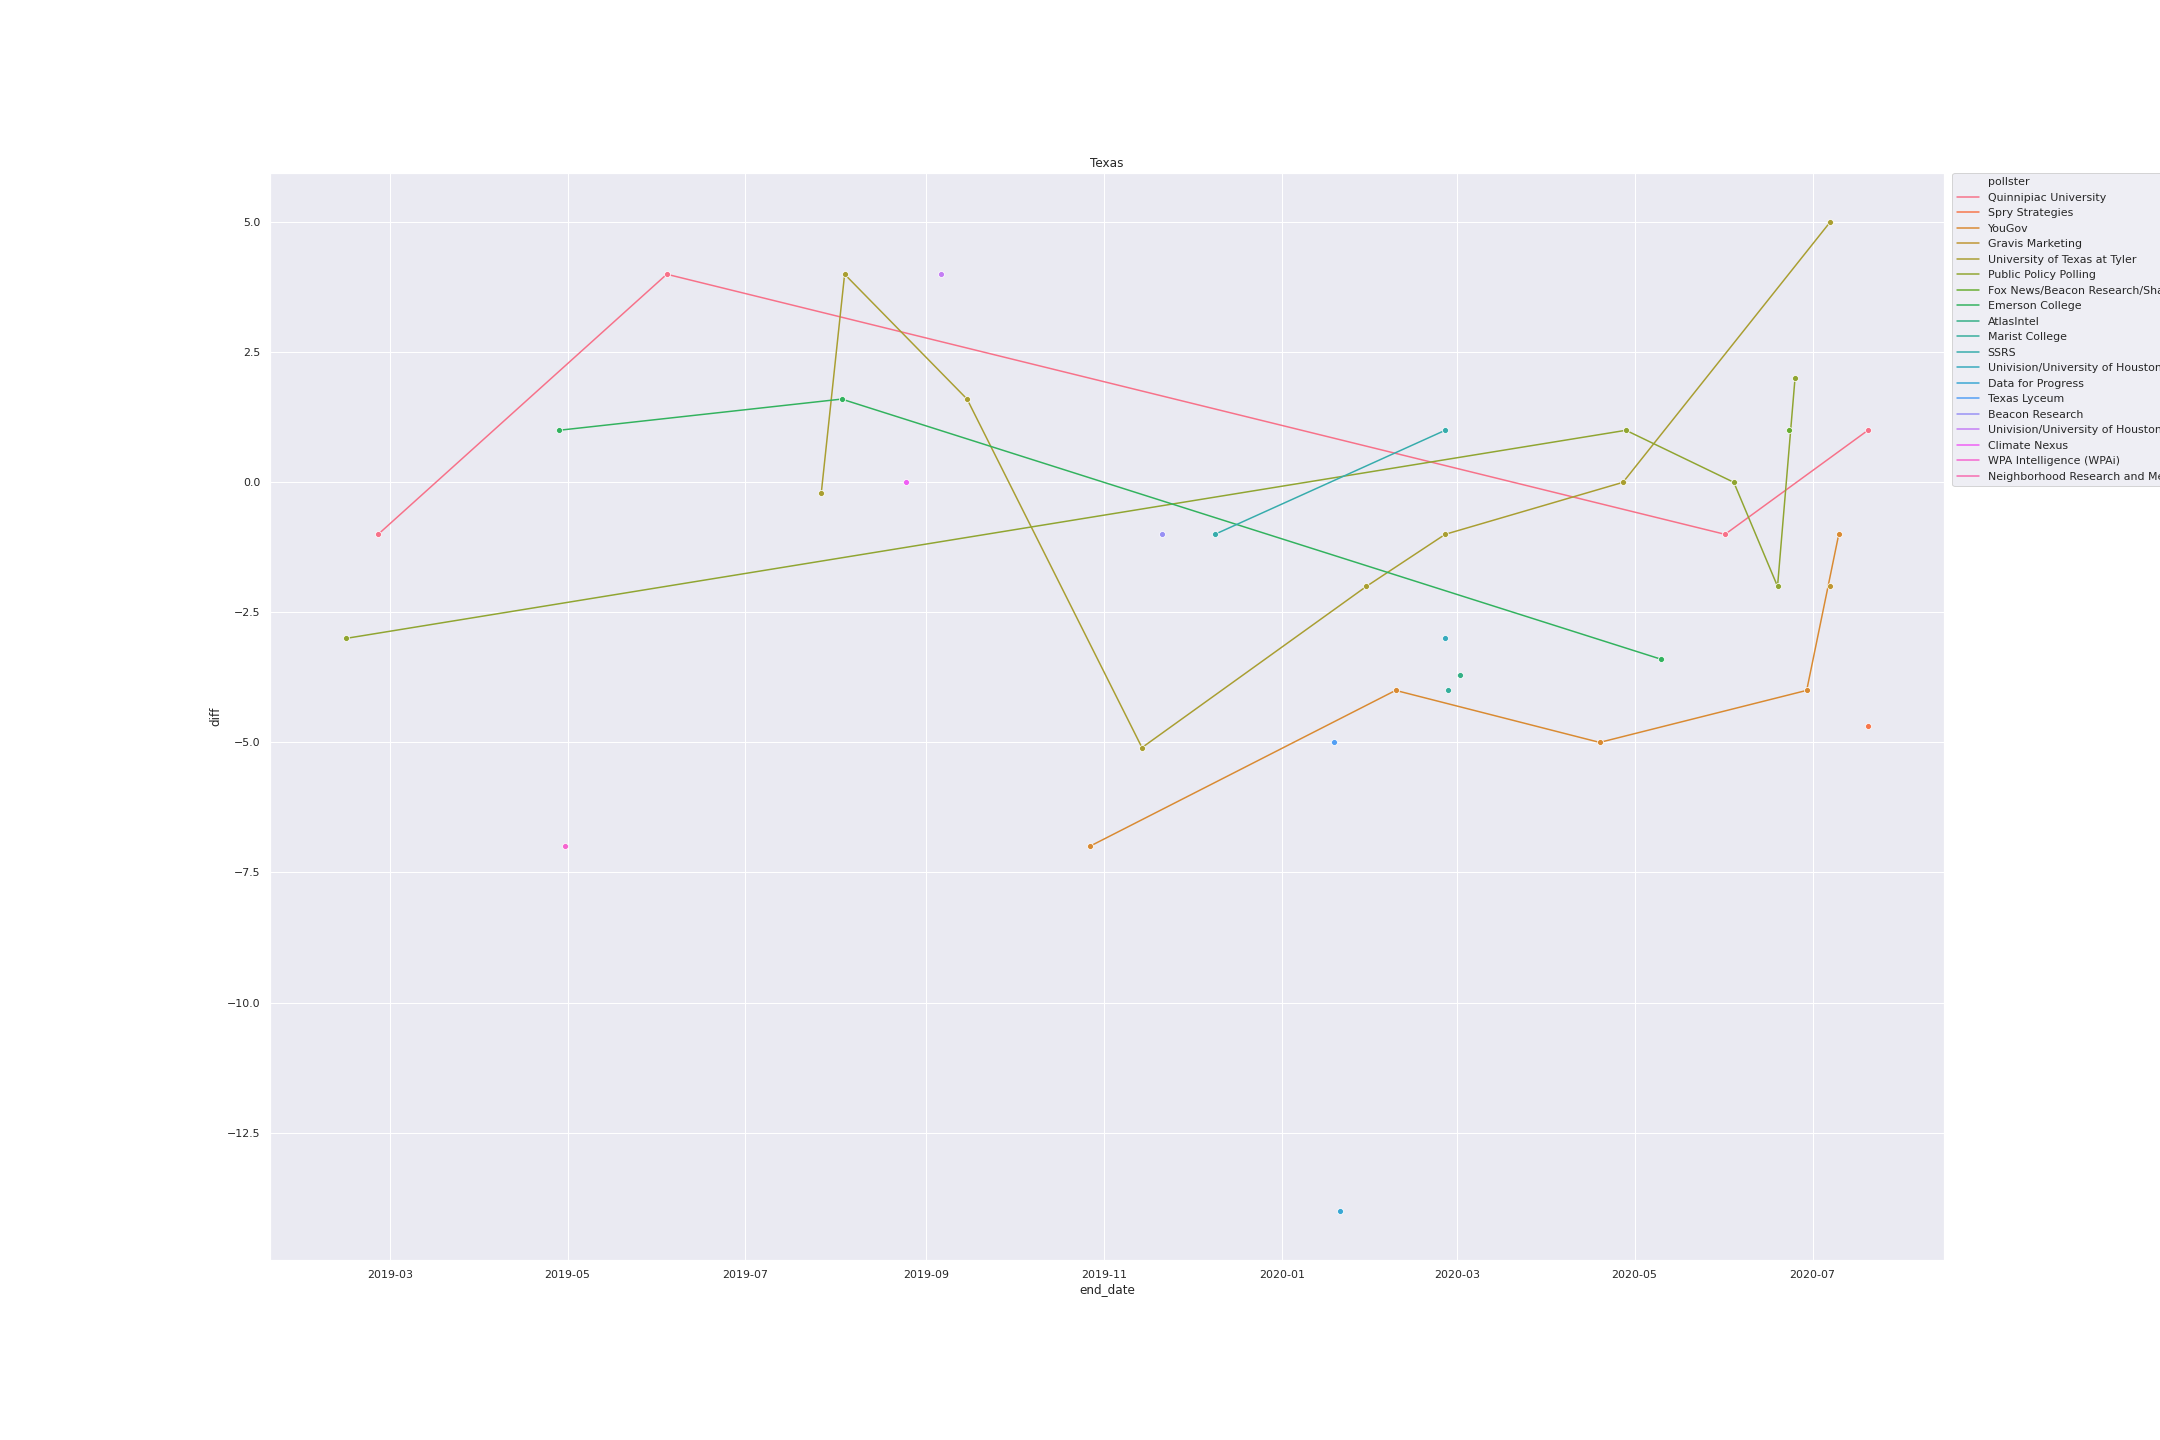 Texas
5.0
2.5
0.0
−2.5
−5.0
−7.5
−10.0
−12.5
diff
2019-03
2019-05
2019-07
2019-09
2019-11
2020-01
2020-03
2020-05
2020-07
end_date
pollster
Quinnipiac University
Spry Strategies
YouGov
Gravis Marketing
University of Texas at Tyler
Public Policy Polling
Fox News/Beacon Research/Sha
Emerson College
AtlasIntel
Marist College
SSRS
Univision/University of Houston
Data for Progress
Texas Lyceum
Beacon Research
Univision/University of Houston
Climate Nexus
WPA Intelligence (WPAi)
Neighborhood Research and Me